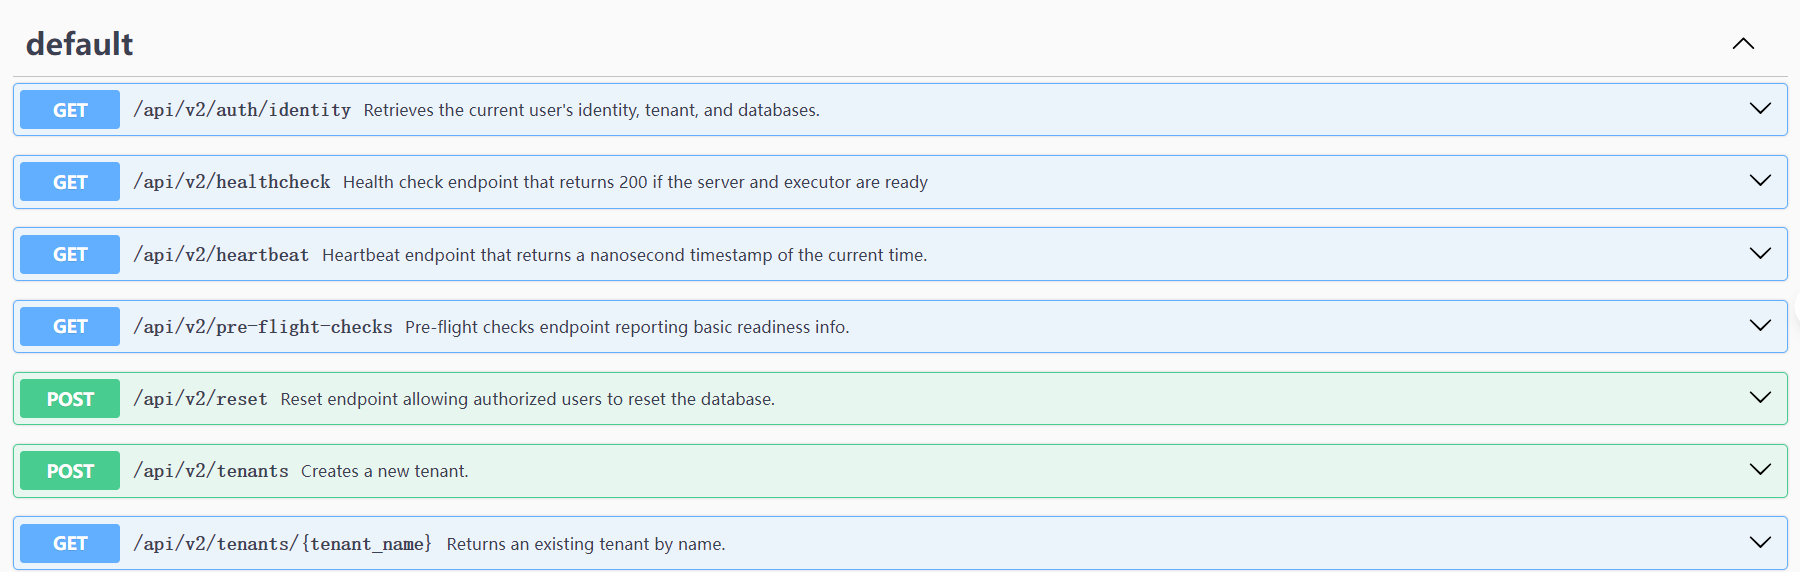 default
GET /api/v2/auth/identity Retrieves the current user's identity, tenant, and databases.
GET /api/v2/healthcheck Health check endpoint that returns 200 if the server and executor are ready
GET /api/v2/heartbeat Heartbeat endpoint that returns a nanosecond timestamp of the current time.
GET /api/v2/pre-flight-checks Pre-flight checks endpoint reporting basic readiness info.
POST /api/v2/reset Reset endpoint allowing authorized users to reset the database.
POST /api/v2/tenants Creates a new tenant.
GET /api/v2/tenants/{tenant_name} Returns an existing tenant by name.